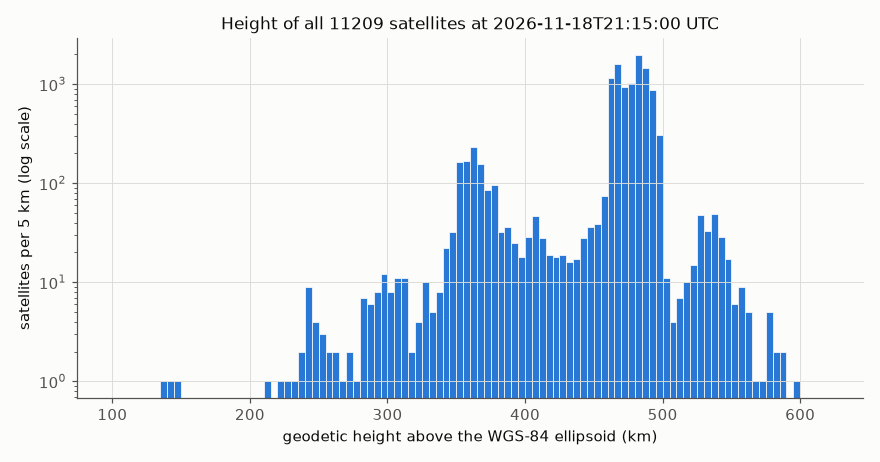 Height of all 11209 satellites at 2026-11-18T21:15:00 UTC
satellites per 5 km (log scale)
10³
10²
10¹
10⁰
100 200 300 400 500 600
geodetic height above the WGS-84 ellipsoid (km)